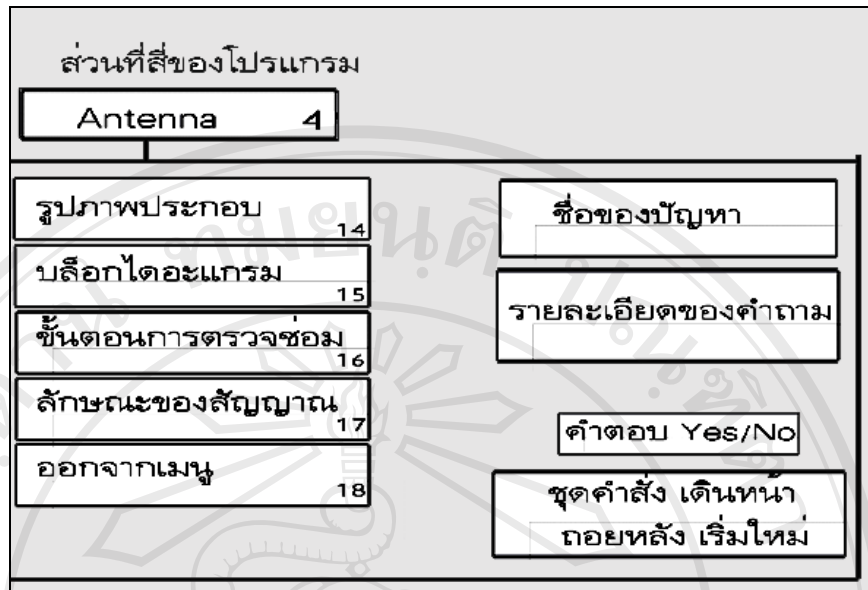 ส่วนที่สี่ของโปรแกรม
Antenna 4
รูปภาพประกอบ 14
บล็อกไดอะแกรม 15
ขั้นตอนการตรวจซ่อม 16
ลักษณะของสัญญาณ 17
ออกจากเมนู 18
ชื่อของปัญหา
รายละเอียดของคำถาม
คำตอบ Yes/No
ชุดคำสั่ง เดินหน้า
ถอยหลัง เริ่มใหม่